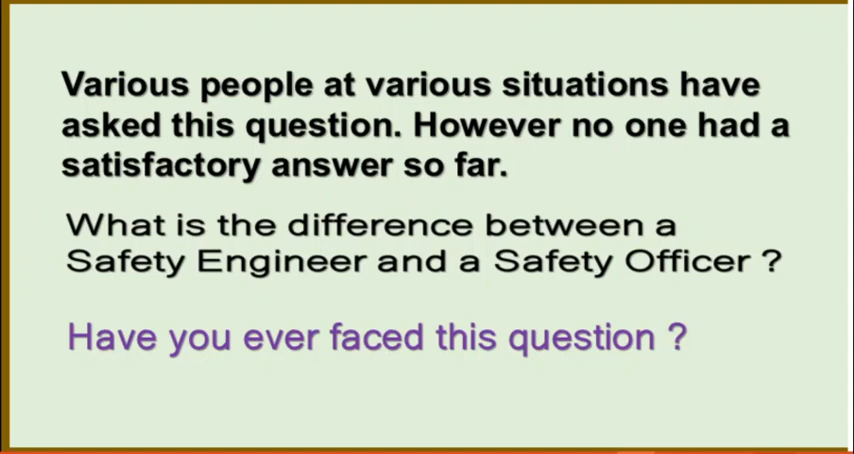 Various people at various situations have
asked this question. However no one had a
satisfactory answer so far.
What is the difference between a
Safety Engineer and a Safety Officer ?
Have you ever faced this question ?